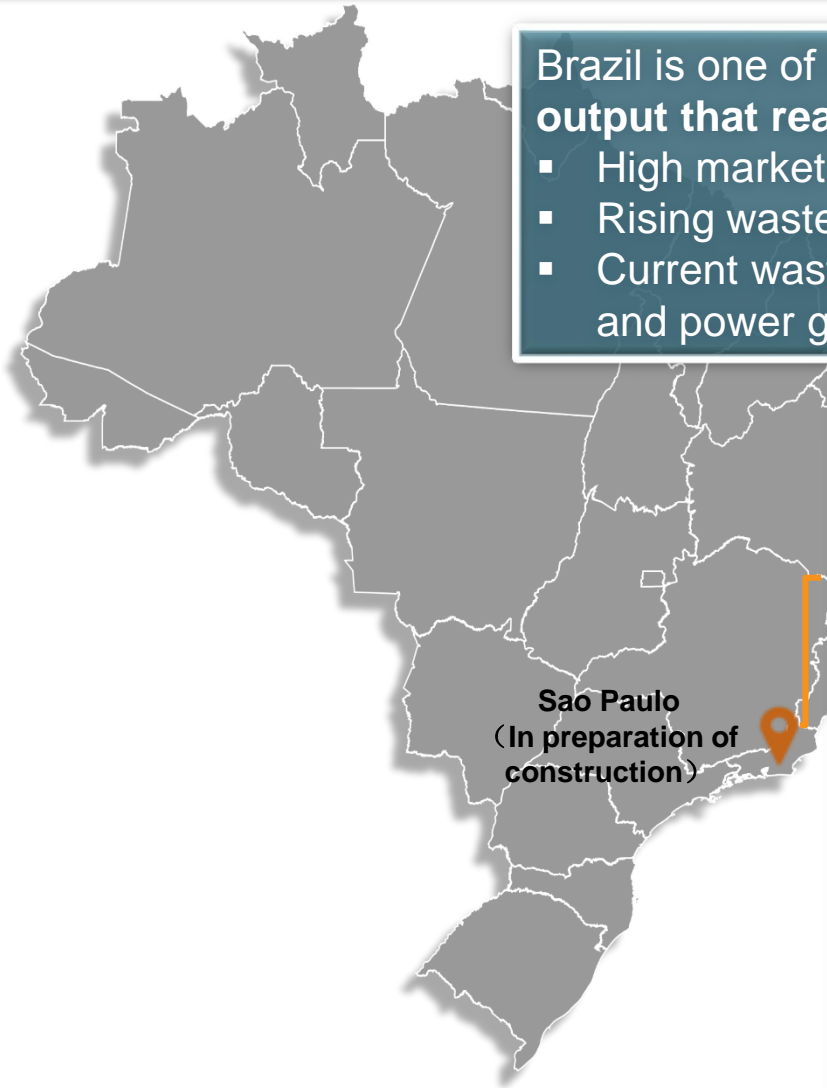 Brazil is one of
output that rea
▪ High market
▪ Rising waste
▪ Current was
and power g
Sao Paulo
（In preparation of
construction）